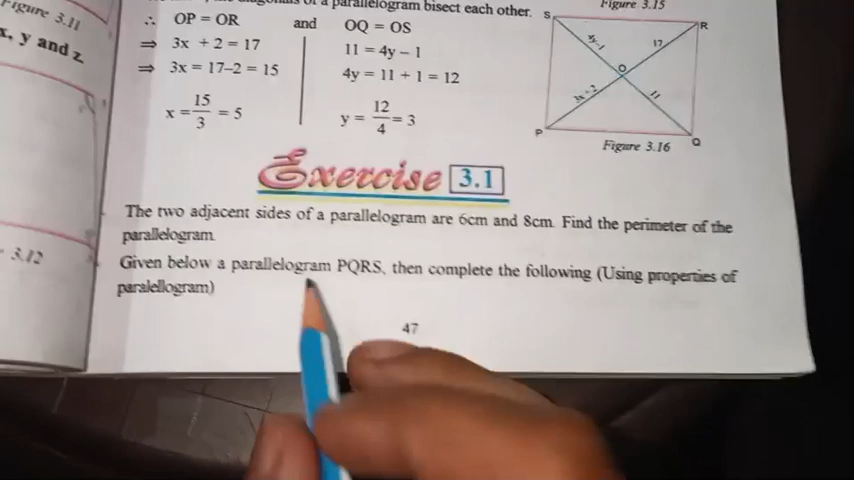 Figure 3.11
x, y and z.
3.12
a parallelogram bisect each other.
∴ OP = OR and OQ = OS
⇒ 3x + 2 = 17
11 = 4y – 1
⇒ 3x = 17–2 = 15
4y = 11 + 1 = 12
x = 15/3 = 5
y = 12/4 = 3
Figure 3.15
S
R
17
O
3x + 2
11
P
Q
Figure 3.16
Exercise 3.1
The two adjacent sides of a parallelogram are 6cm and 8cm. Find the perimeter of the
parallelogram.
Given below a parallelogram PQRS, then complete the following (Using properties of
paralellogram)
47